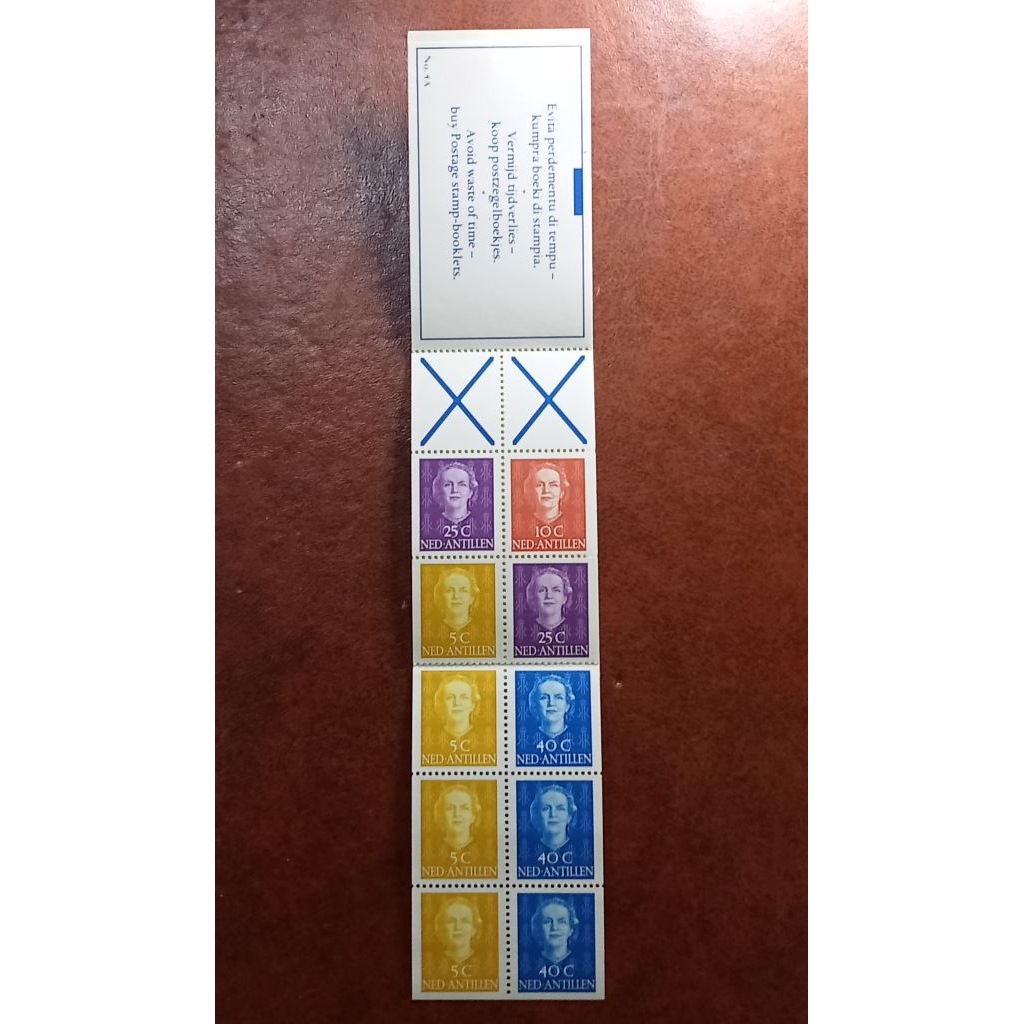 No. 4A
Evitá perdementu di tempu –
kumpra boeki di stampia.
Vermijd tijdverlies –
koop postzegelboekjes.
Avoid waste of time –
buy Postage stamp-booklets.
25 C
NED·ANTILLEN
10 C
NED·ANTILLEN
5 C
NED·ANTILLEN
25 C
NED·ANTILLEN
5 C
NED·ANTILLEN
40 C
NED·ANTILLEN
5 C
NED·ANTILLEN
40 C
NED·ANTILLEN
5 C
NED·ANTILLEN
40 C
NED·ANTILLEN